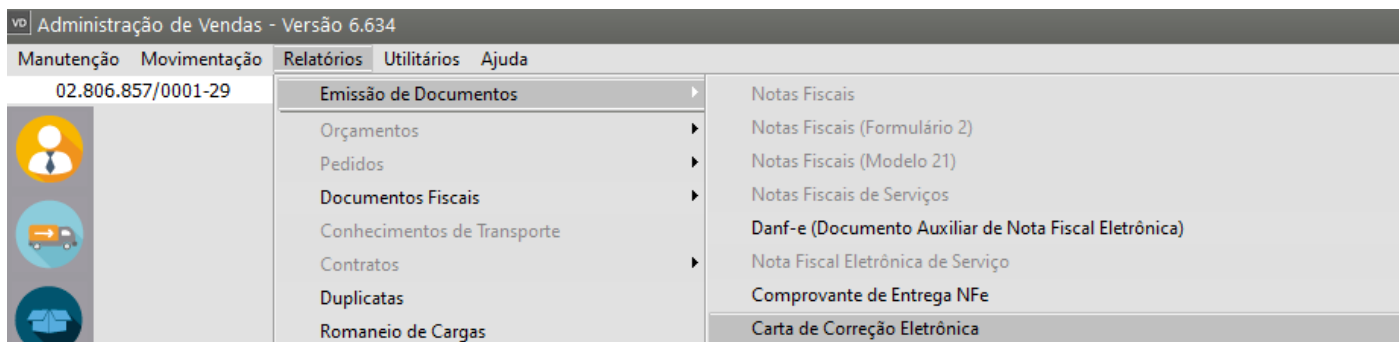 VD Administração de Vendas - Versão 6.634
Manutenção Movimentação Relatórios Utilitários Ajuda
02.806.857/0001-29
Emissão de Documentos
Orçamentos
Pedidos
Documentos Fiscais
Conhecimentos de Transporte
Contratos
Duplicatas
Romaneio de Cargas
Notas Fiscais
Notas Fiscais (Formulário 2)
Notas Fiscais (Modelo 21)
Notas Fiscais de Serviços
Danf-e (Documento Auxiliar de Nota Fiscal Eletrônica)
Nota Fiscal Eletrônica de Serviço
Comprovante de Entrega NFe
Carta de Correção Eletrônica